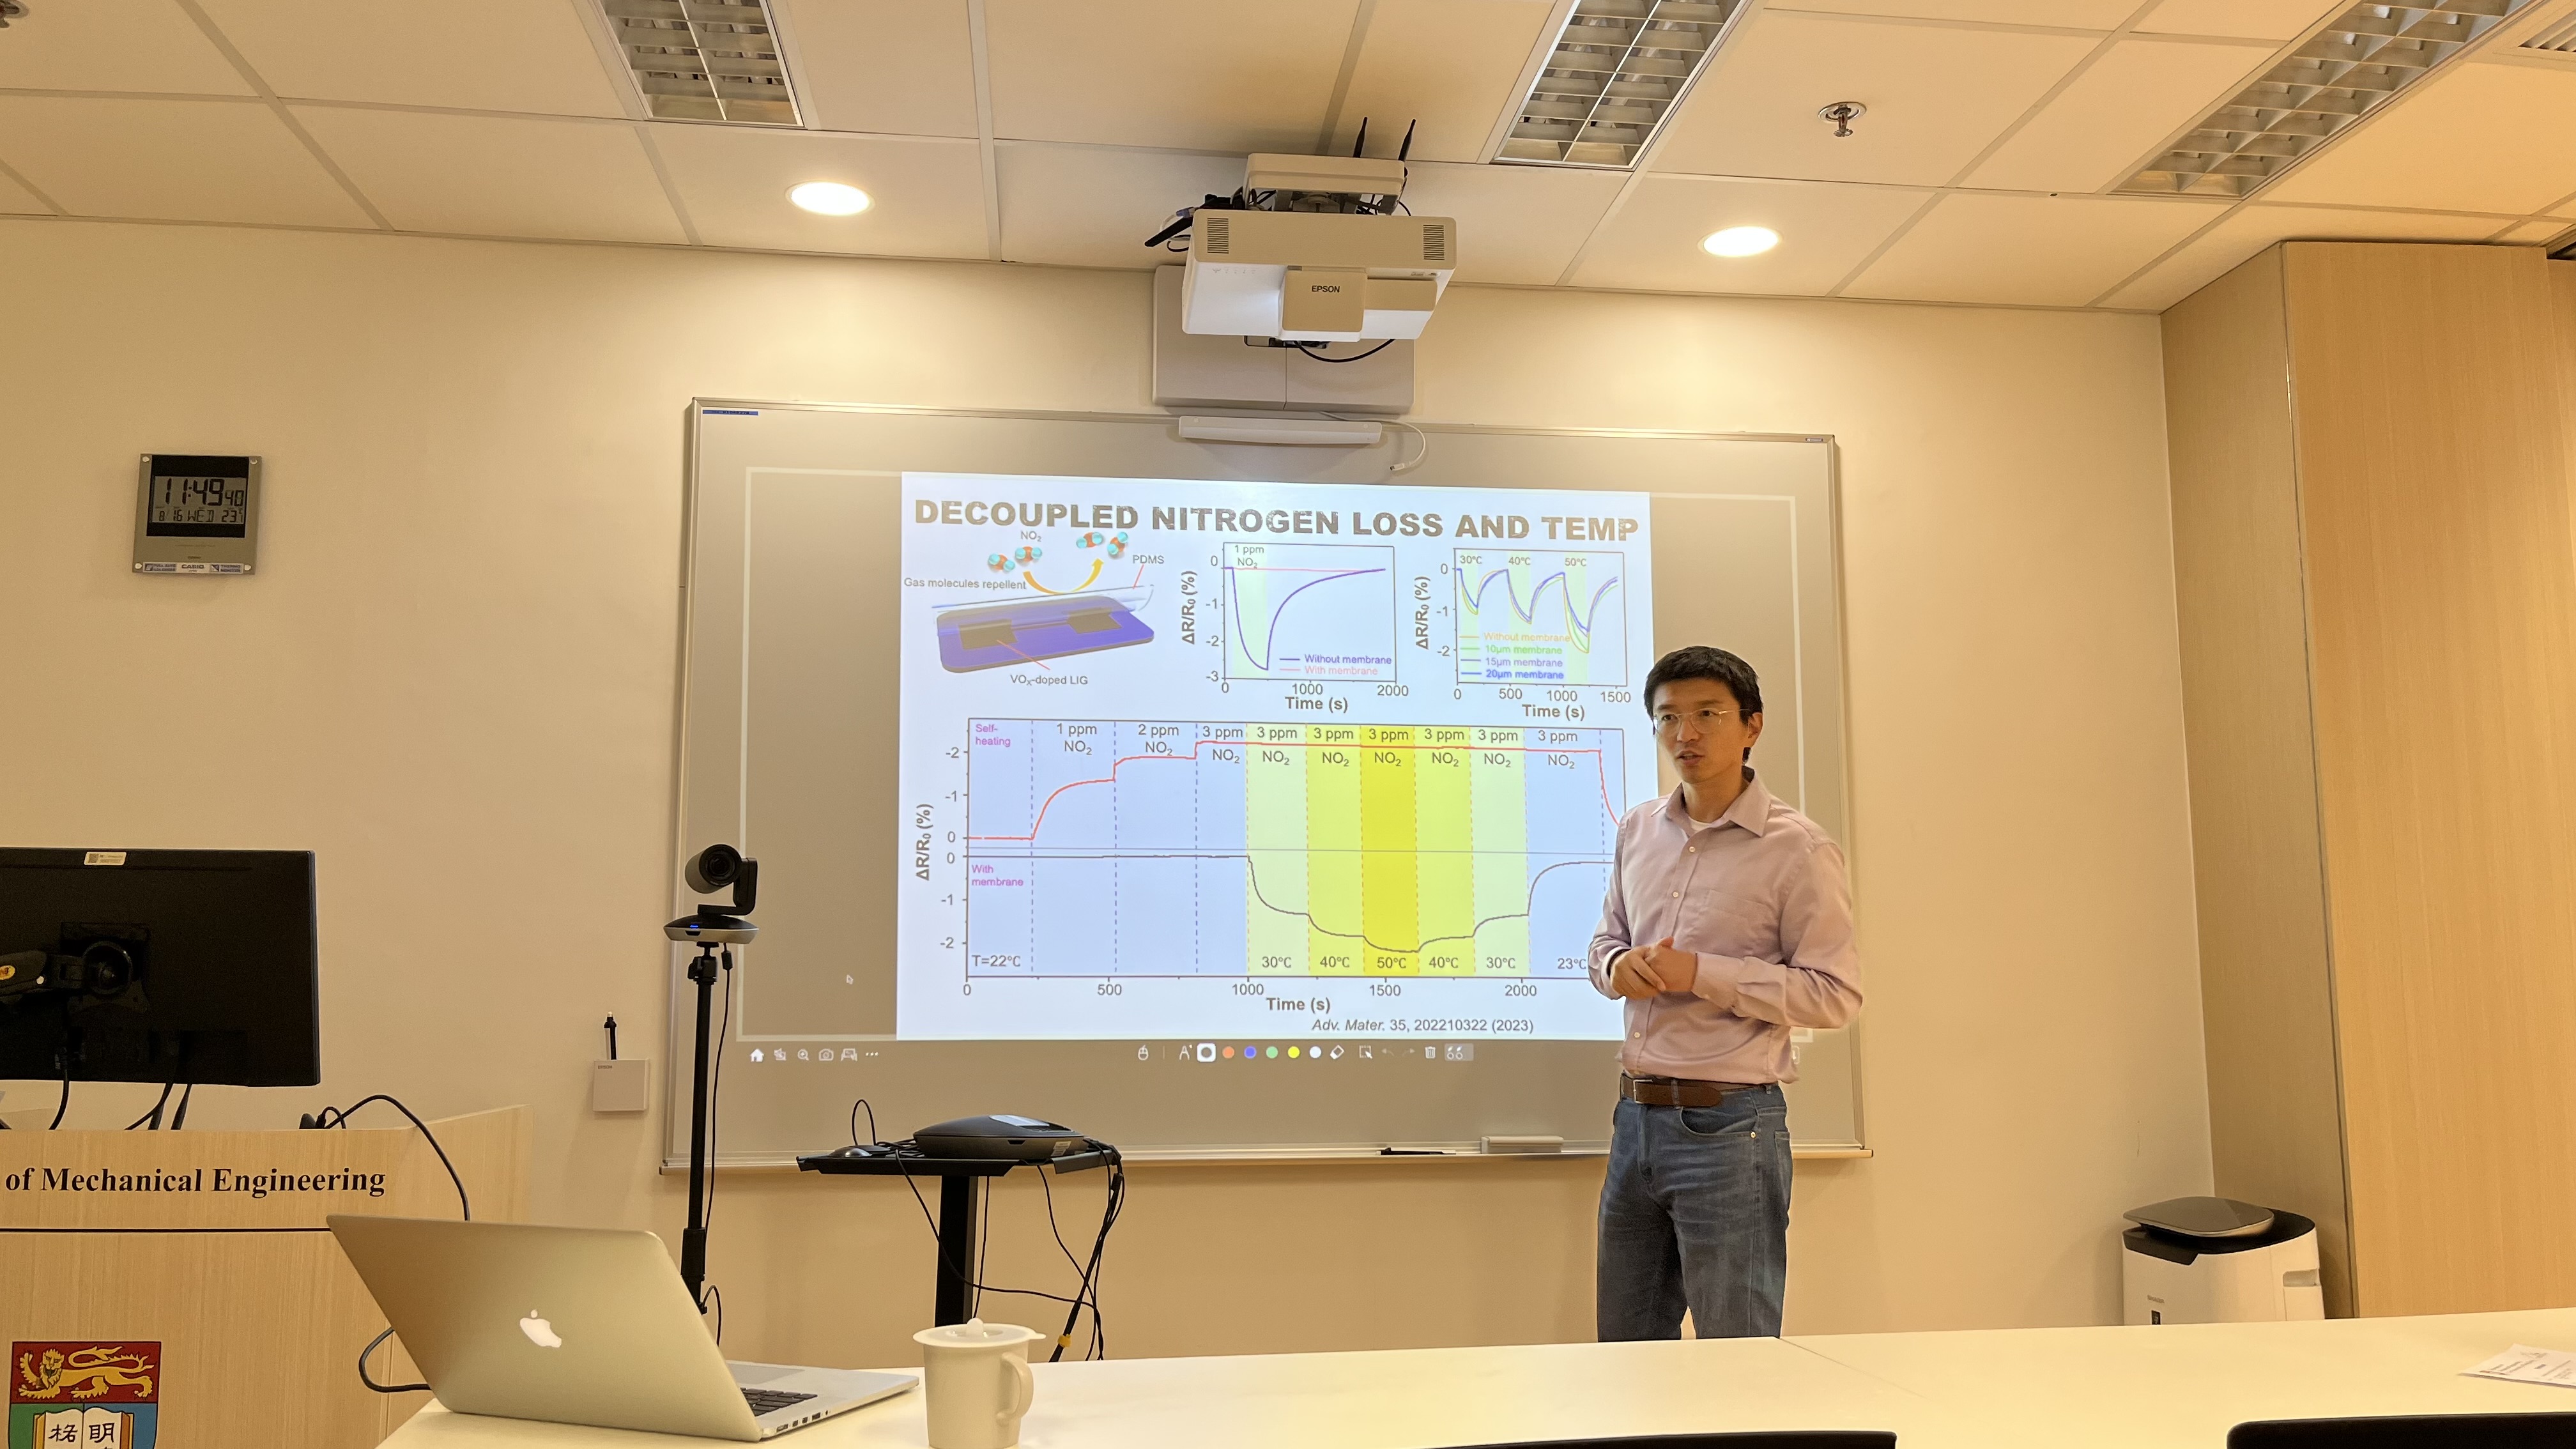 EPSON
11:49 40
8 16 WED 23
CASIO
DECOUPLED NITROGEN LOSS AND TEMP
NO₂
PDMS
Gas molecules repellent
VOₓ-doped LIG
1 ppm
NO₂
0
-1
-2
-3
ΔR/R₀ (%)
Without membrane
With membrane
0 1000 2000
Time (s)
30°C 40°C 50°C
0
-1
-2
ΔR/R₀ (%)
Without membrane
10μm membrane
15μm membrane
20μm membrane
0 500 1000 1500
Time (s)
Self-
heating
1 ppm 2 ppm 3 ppm 3 ppm 3 ppm 3 ppm 3 ppm 3 ppm 3 ppm
NO₂ NO₂ NO₂ NO₂ NO₂ NO₂ NO₂ NO₂ NO₂
-2
-1
0
ΔR/R₀ (%)
0
-1
-2
With
membrane
T=22°C 30°C 40°C 50°C 40°C 30°C 23°C
0 500 1000 1500 2000
Time (s)
Adv. Mater. 35, 202210322 (2023)
EPSON
of Mechanical Engineering
格 明